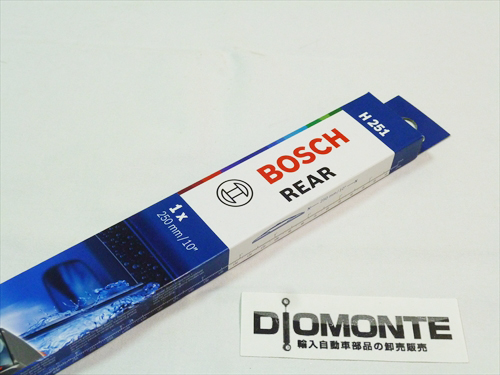 H 251
BOSCH
REAR
1 x
250 mm/10"
DIOMONTE
輸入自動車部品の卸売販売